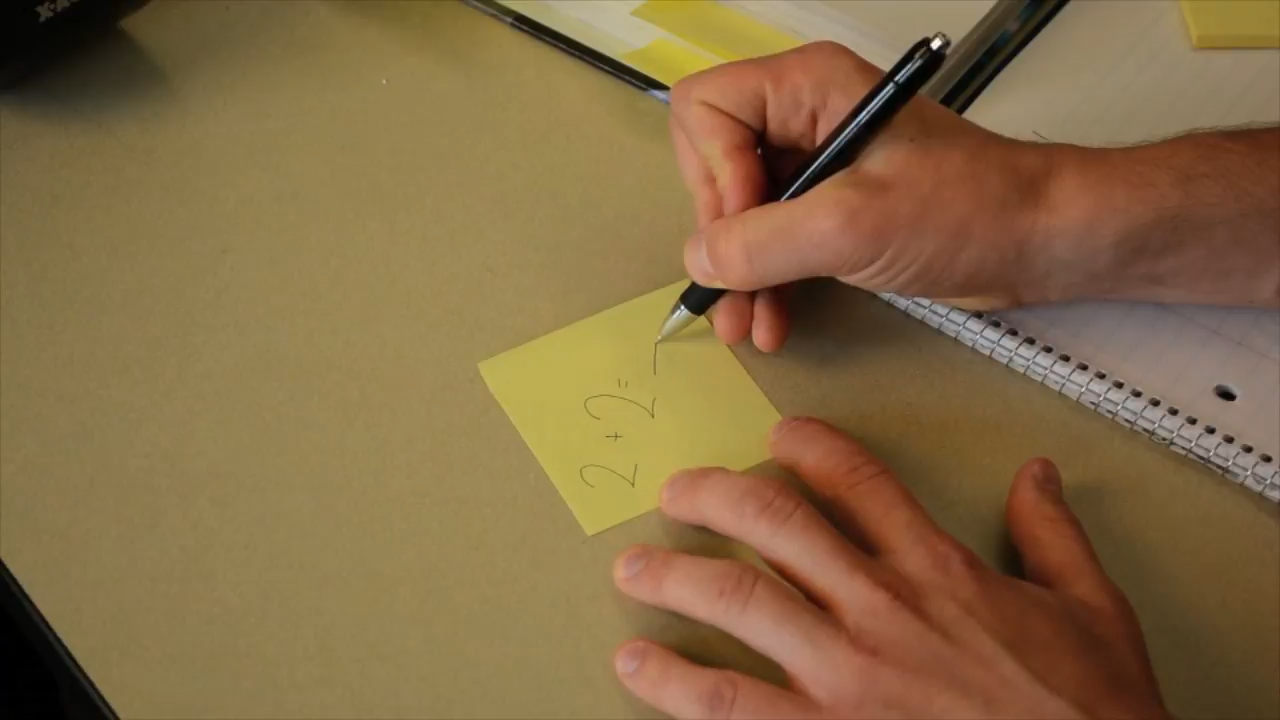 2 + 2 =